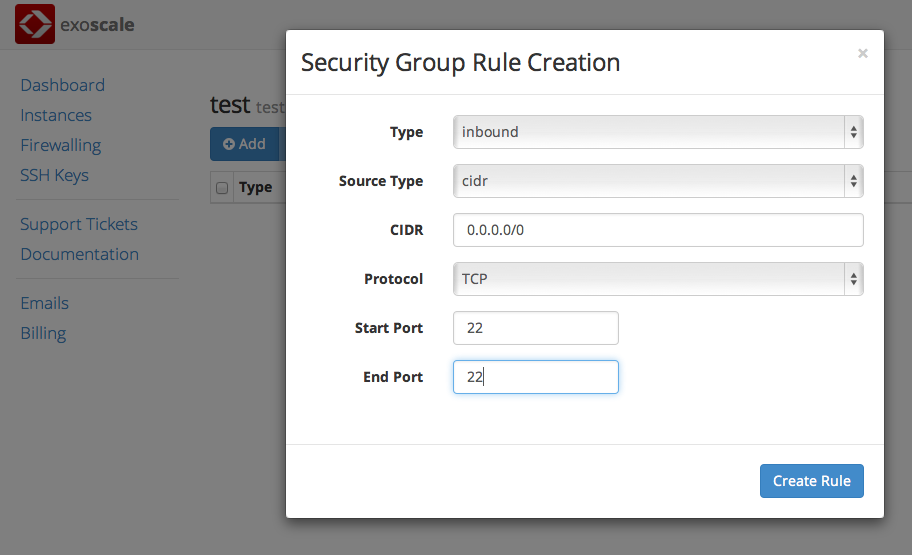 exoscale
Dashboard
Instances
Firewalling
SSH Keys
Support Tickets
Documentation
Emails
Billing
test test
Add
Type
Security Group Rule Creation ×
Type inbound
Source Type cidr
CIDR 0.0.0.0/0
Protocol TCP
Start Port 22
End Port 22
Create Rule